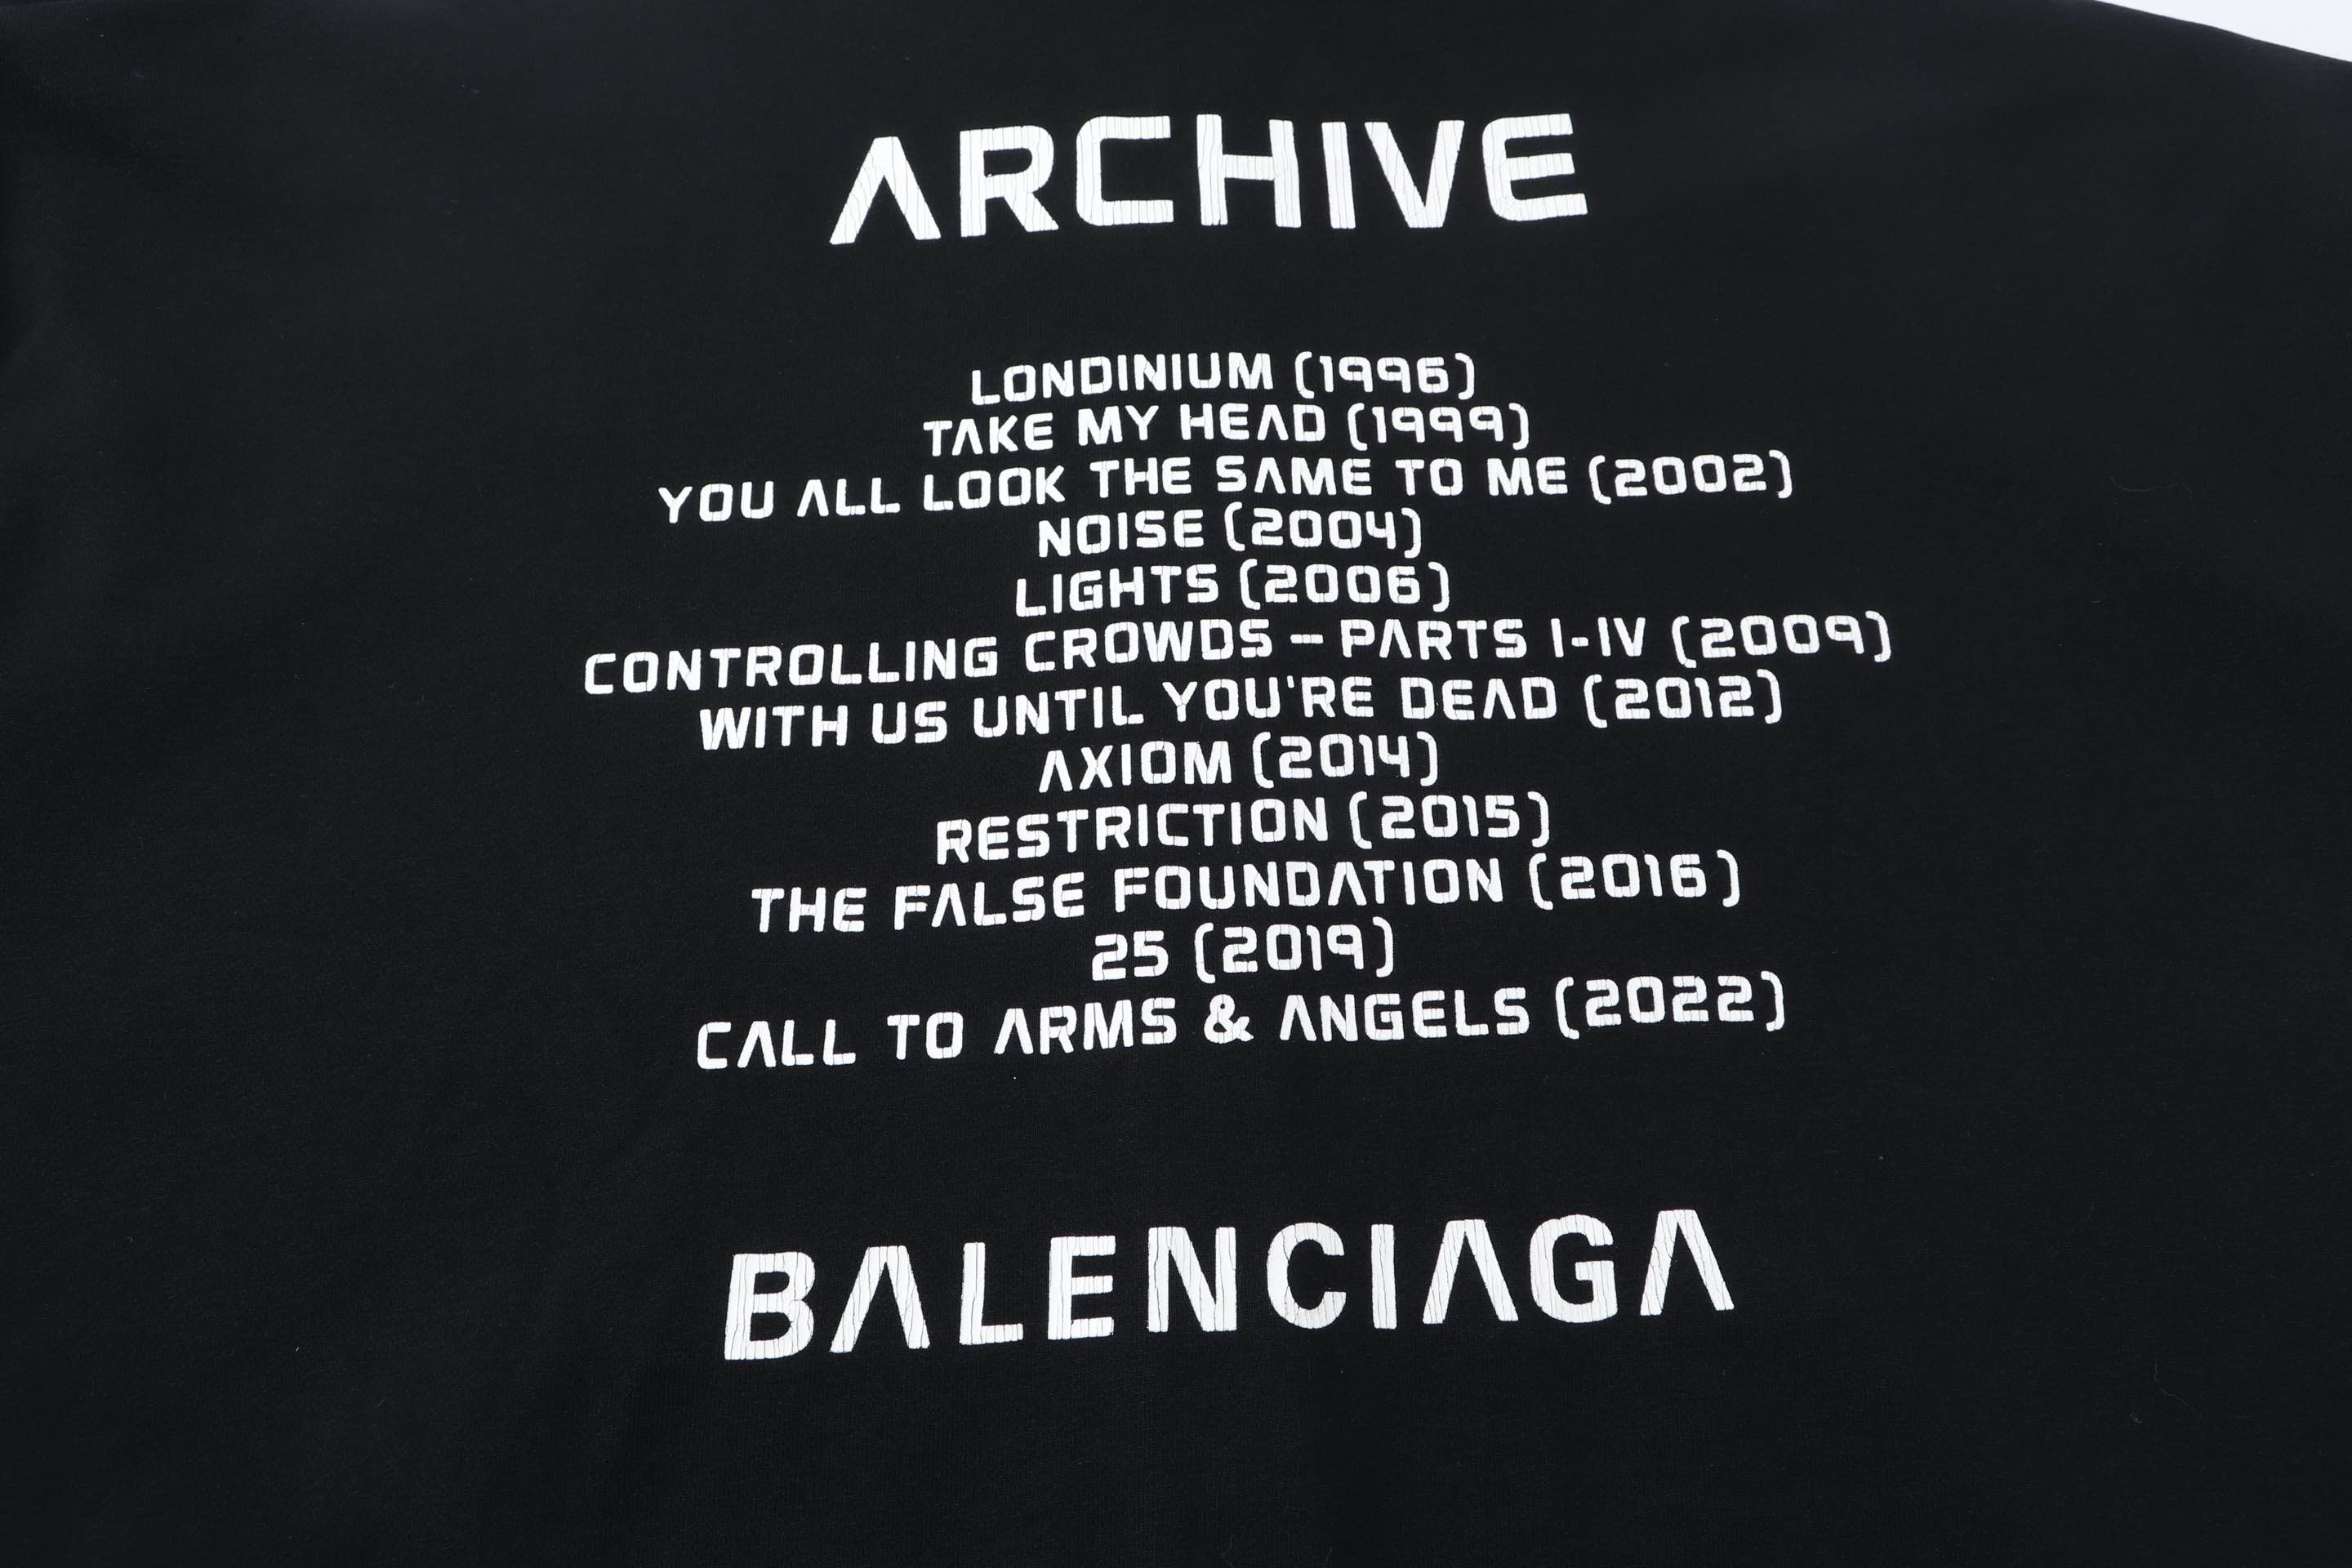 ARCHIVE
LONDINIUM (1996)
TAKE MY HEAD (1999)
YOU ALL LOOK THE SAME TO ME (2002)
NOISE (2004)
LIGHTS (2006)
CONTROLLING CROWDS – PARTS I-IV (2009)
WITH US UNTIL YOU'RE DEAD (2012)
AXIOM (2014)
RESTRICTION (2015)
THE FALSE FOUNDATION (2016)
25 (2019)
CALL TO ARMS & ANGELS (2022)
BALENCIAGA